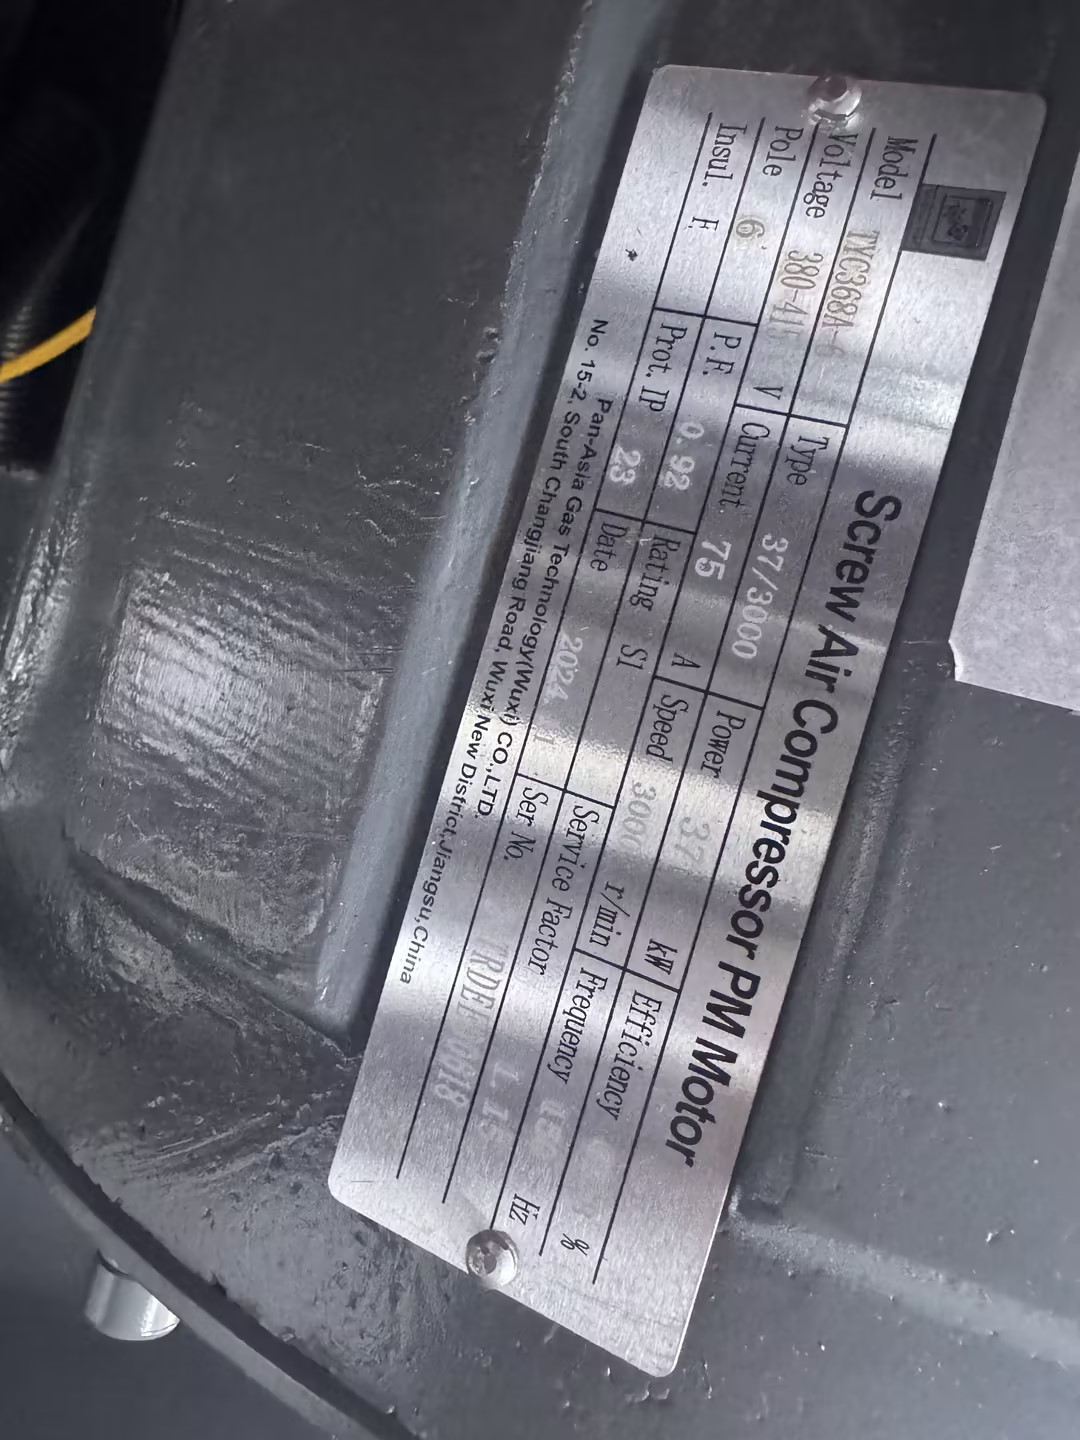 Screw Air Compressor PM Motor
Model TYC368A-6 Type 37/3000 Power 37 kW Efficiency %
Voltage 380-415 V Current 75 A Speed 3000 r/min Frequency 150 Hz
Pole 6 P.F. 0.92 Rating S1 Service Factor 1.15
Insul. F Prot. IP 23 Date 2024 1 Ser No.
Pan-Asia Gas Technology(Wuxi) CO.,LTD
No. 15-2, South Changjiang Road, Wuxi New District,Jiangsu,China